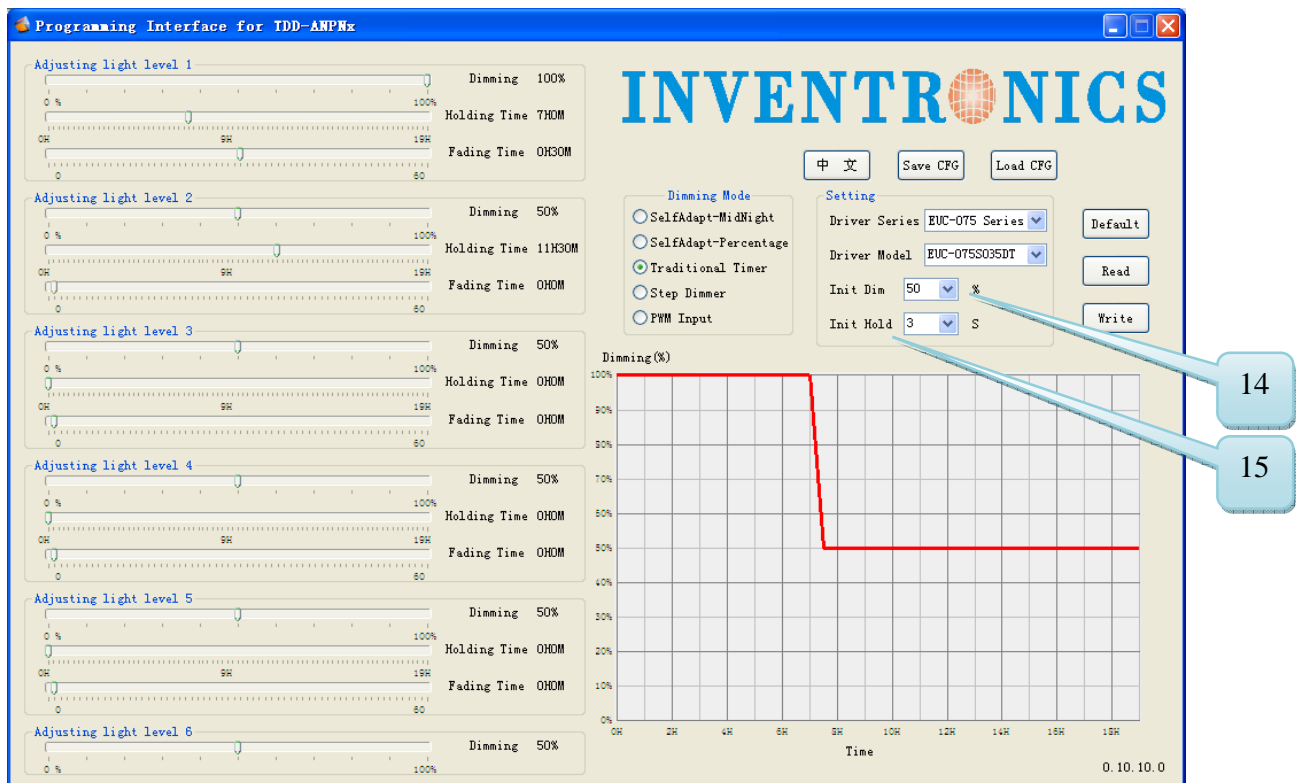 Programming Interface for TDD-ANPNx
Adjusting light level 1
Dimming 100%
0 % 100%
Holding Time 7H0M
0H 9H 19H
Fading Time 0H30M
0 60
Adjusting light level 2
Dimming 50%
0 % 100%
Holding Time 11H30M
0H 9H 19H
Fading Time 0H0M
0 60
Adjusting light level 3
Dimming 50%
0 % 100%
Holding Time 0H0M
0H 9H 19H
Fading Time 0H0M
0 60
Adjusting light level 4
Dimming 50%
0 % 100%
Holding Time 0H0M
0H 9H 19H
Fading Time 0H0M
0 60
Adjusting light level 5
Dimming 50%
0 % 100%
Holding Time 0H0M
0H 9H 19H
Fading Time 0H0M
0 60
Adjusting light level 6
Dimming 50%
0 % 100%
INVENTRONICS
中 文 Save CFG Load CFG
Dimming Mode
SelfAdapt-MidNight
SelfAdapt-Percentage
Traditional Timer
Step Dimmer
PWM Input
Setting
Driver Series EUC-075 Series
Driver Model EUC-075S035DT
Init Dim 50 %
Init Hold 3 S
Default
Read
Write
14
15
Dimming(%)
100%
90%
80%
70%
60%
50%
40%
30%
20%
10%
0%
0H 2H 4H 6H 8H 10H 12H 14H 16H 18H
Time
0.10.10.0